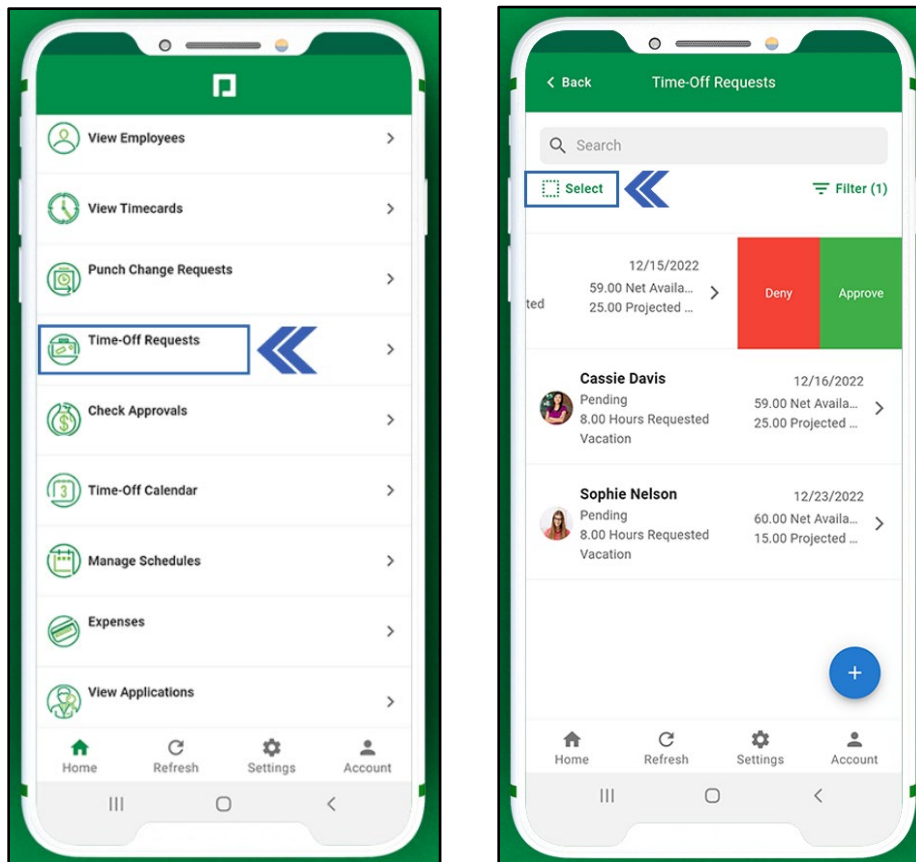 View Employees
View Timecards
Punch Change Requests
Time-Off Requests
Check Approvals
Time-Off Calendar
3
Manage Schedules
Expenses
View Applications
Home Refresh Settings Account
Back Time-Off Requests
Search
Select Filter (1)
12/15/2022
59.00 Net Availa...
ted 25.00 Projected ...
Deny Approve
Cassie Davis 12/16/2022
Pending 59.00 Net Availa...
8.00 Hours Requested 25.00 Projected ...
Vacation
Sophie Nelson 12/23/2022
Pending 60.00 Net Availa...
8.00 Hours Requested 15.00 Projected ...
Vacation
+
Home Refresh Settings Account